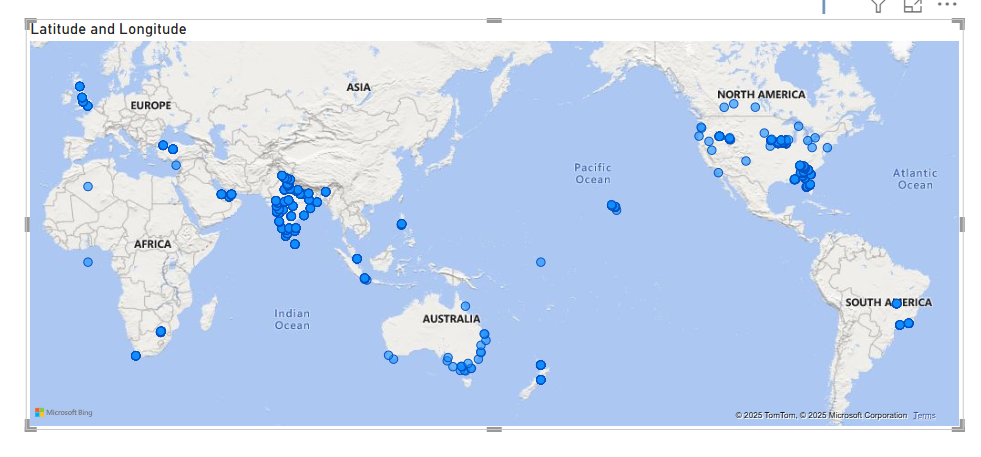 Latitude and Longitude
ASIA
NORTH AMERICA
EUROPE
Pacific
Ocean
Atlantic
Ocean
AFRICA
SOUTH AMERICA
Indian
Ocean
AUSTRALIA
Microsoft Bing
© 2025 TomTom, © 2025 Microsoft Corporation Terms